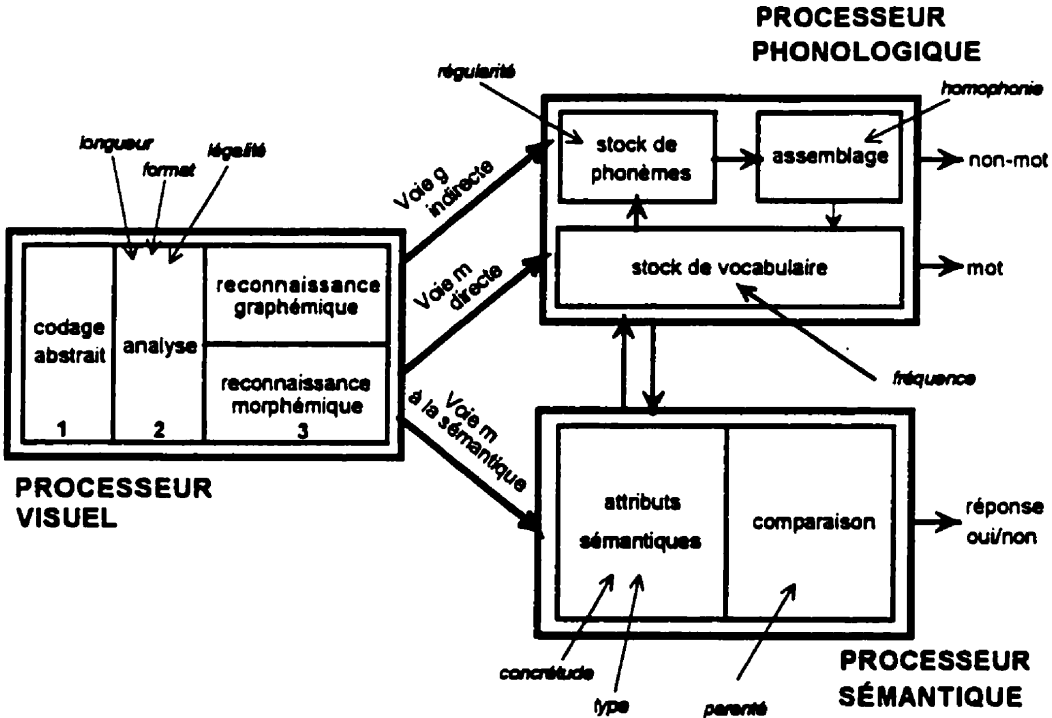 PROCESSEUR
PHONOLOGIQUE
régularité
homophonie
longueur
format
légalité
stock de
phonèmes
assemblage
non-mot
Voie g
indirecte
stock de vocabulaire
mot
Voie m
directe
reconnaissance
graphémique
codage
abstrait
analyse
reconnaissance
morphémique
1
2
3
fréquence
Voie m
à la sémantique
PROCESSEUR
VISUEL
attributs
sémantiques
comparaison
réponse
oui/non
concrétude
type
parenté
PROCESSEUR
SÉMANTIQUE